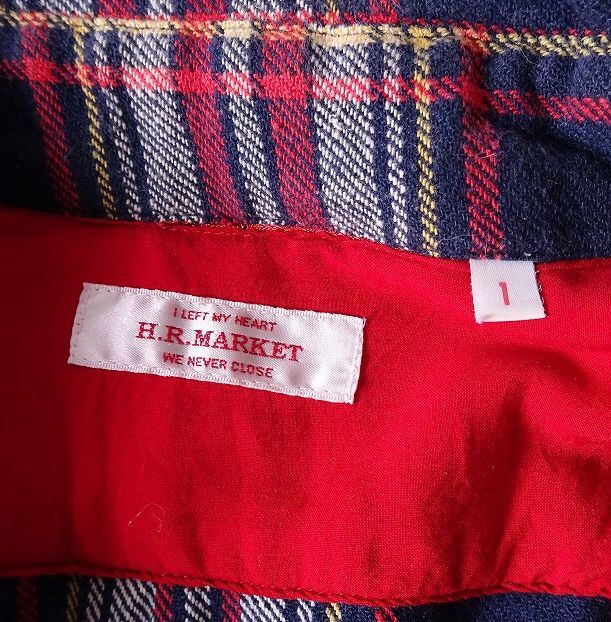 I LEFT MY HEART
H.R.MARKET
WE NEVER CLOSE
1